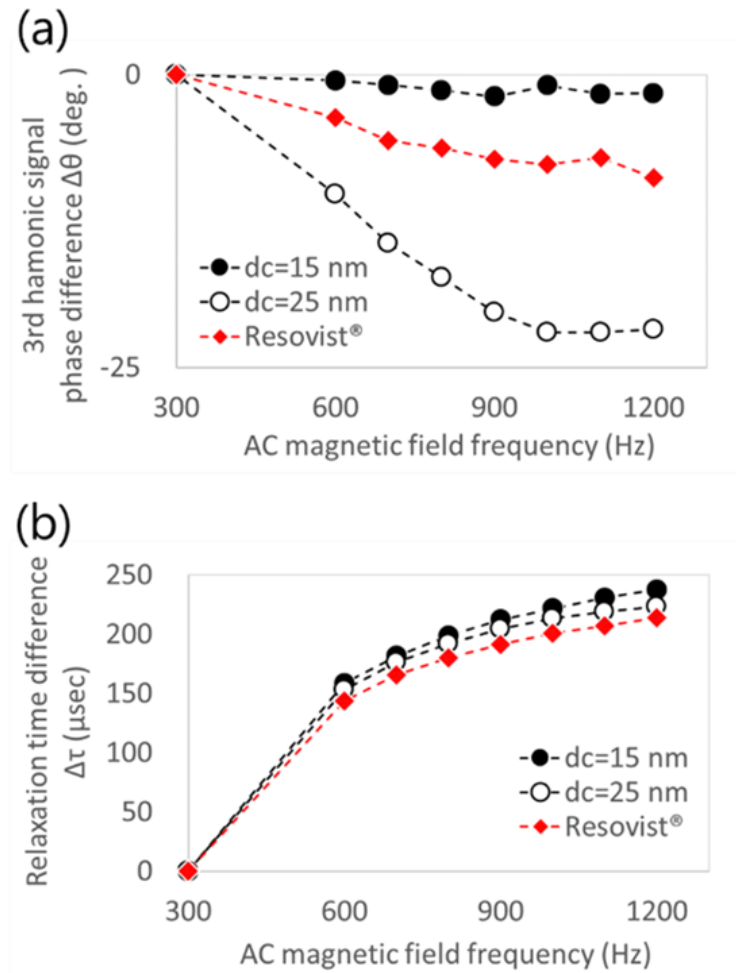 (a)
3rd hamonic signal
phase difference Δθ (deg. )
0
-25
dc=15 nm
dc=25 nm
Resovist®
300 600 900 1200
AC magnetic field frequency (Hz)
(b)
Relaxation time difference
Δτ (μsec)
250
200
150
100
50
0
dc=15 nm
dc=25 nm
Resovist®
300 600 900 1200
AC magnetic field frequency (Hz)